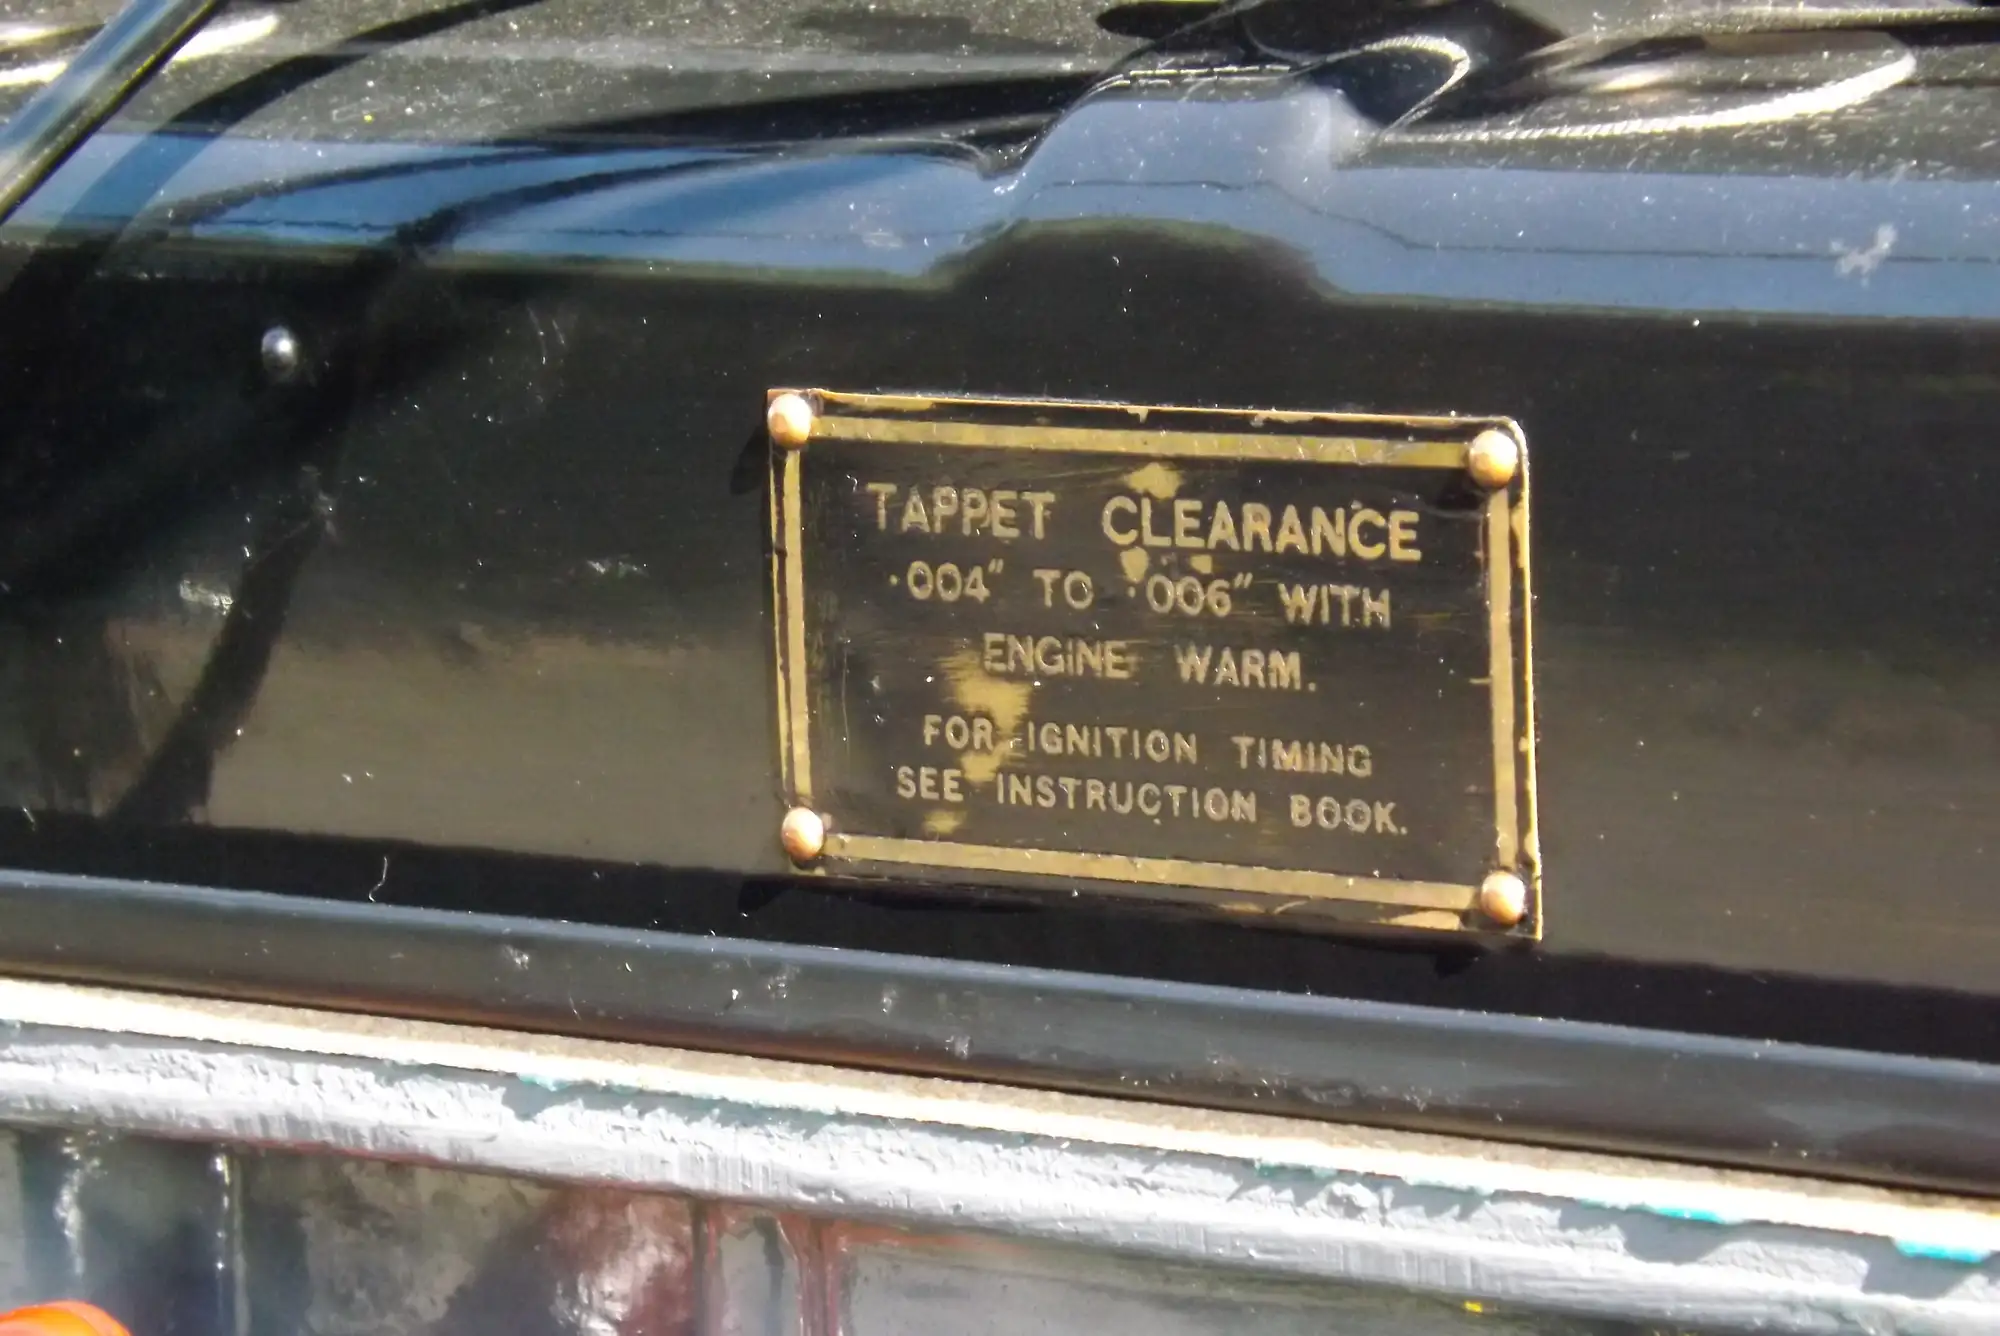 TAPPET CLEARANCE
·004" TO ·006" WITH
ENGINE WARM.
FOR IGNITION TIMING
SEE INSTRUCTION BOOK.